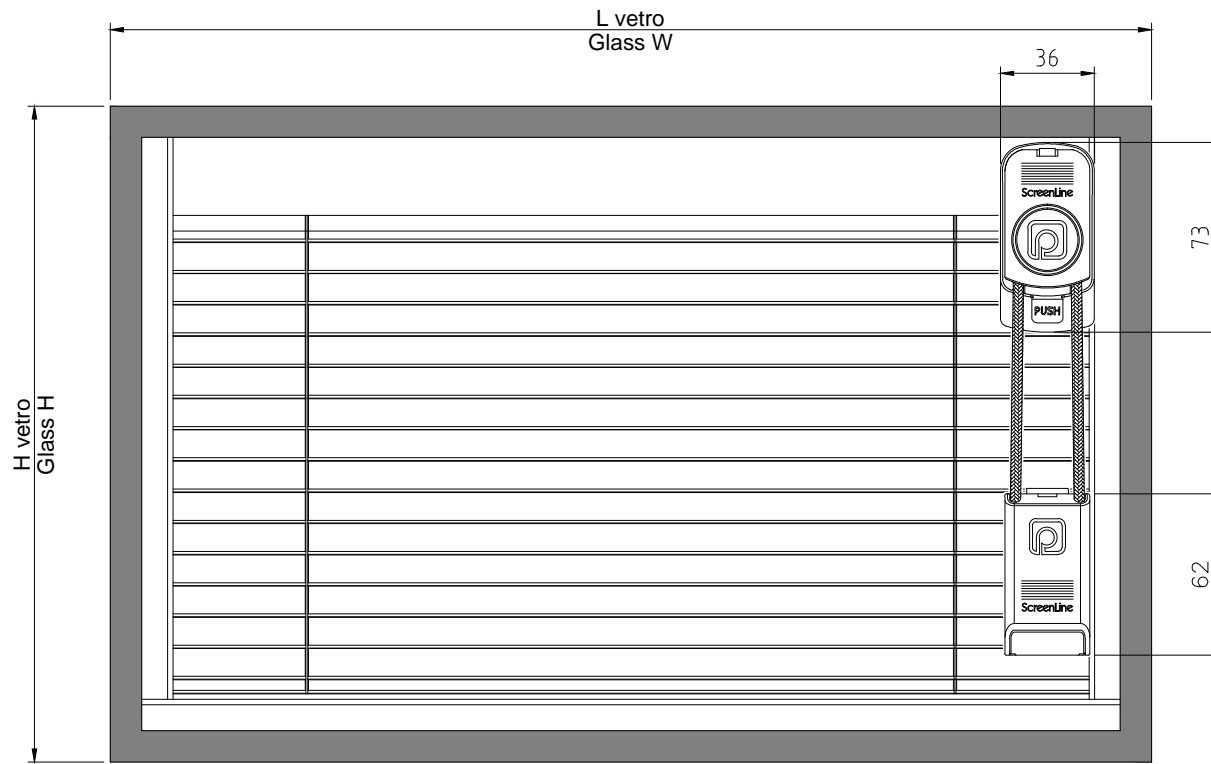 L vetro
Glass W
36
ScreenLine
73
PUSH
H vetro
Glass H
62
ScreenLine